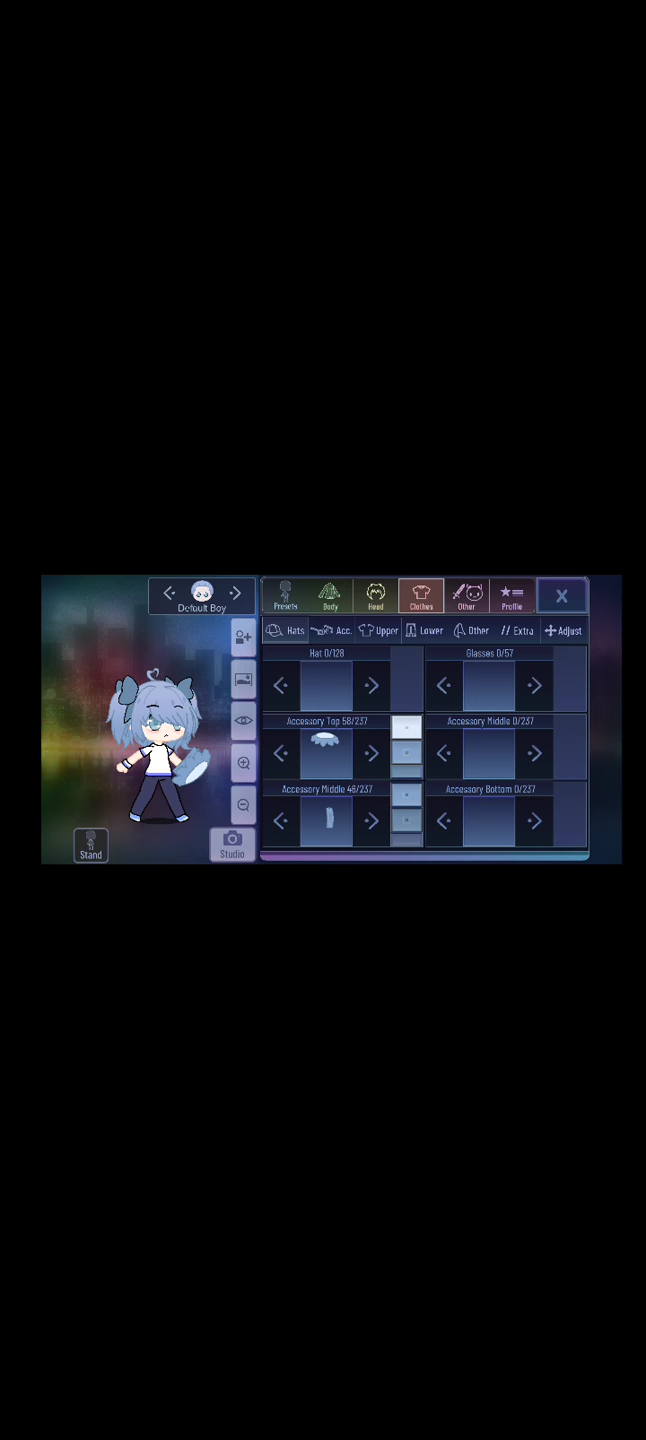 Default Boy
Presets
Body
Head
Clothes
Other
Profile
X
Hats
Acc.
Upper
Lower
Other
Extra
Adjust
Hat 0/128
Glasses 0/57
Accessory Top 58/237
Accessory Middle 0/237
Accessory Middle 46/237
Accessory Bottom 0/237
Stand
Studio